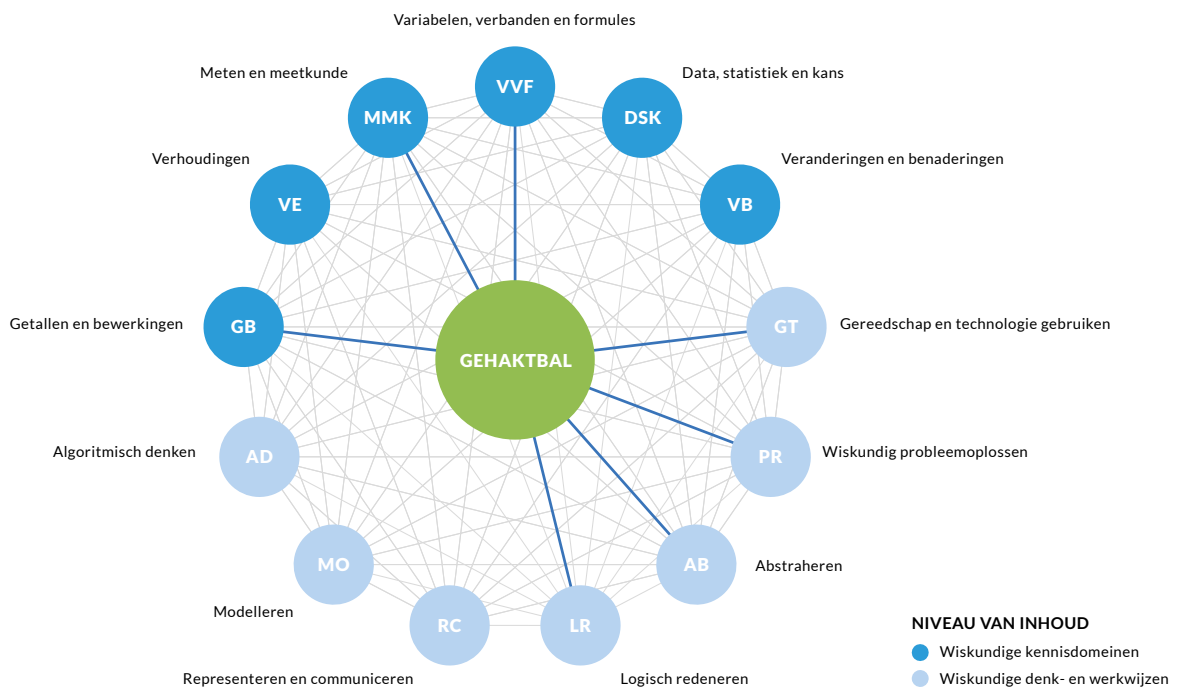 Variabelen, verbanden en formules
Meten en meetkunde
Data, statistiek en kans
VVF
MMK
DSK
Verhoudingen
Veranderingen en benaderingen
VE
VB
Getallen en bewerkingen
GB
GT
Gereedschap en technologie gebruiken
GEHAKTBAL
Algoritmisch denken
AD
PR
Wiskundig probleemoplossen
MO
AB
Abstraheren
Modelleren
RC
LR
Representeren en communiceren
Logisch redeneren
NIVEAU VAN INHOUD
Wiskundige kennisdomeinen
Wiskundige denk- en werkwijzen